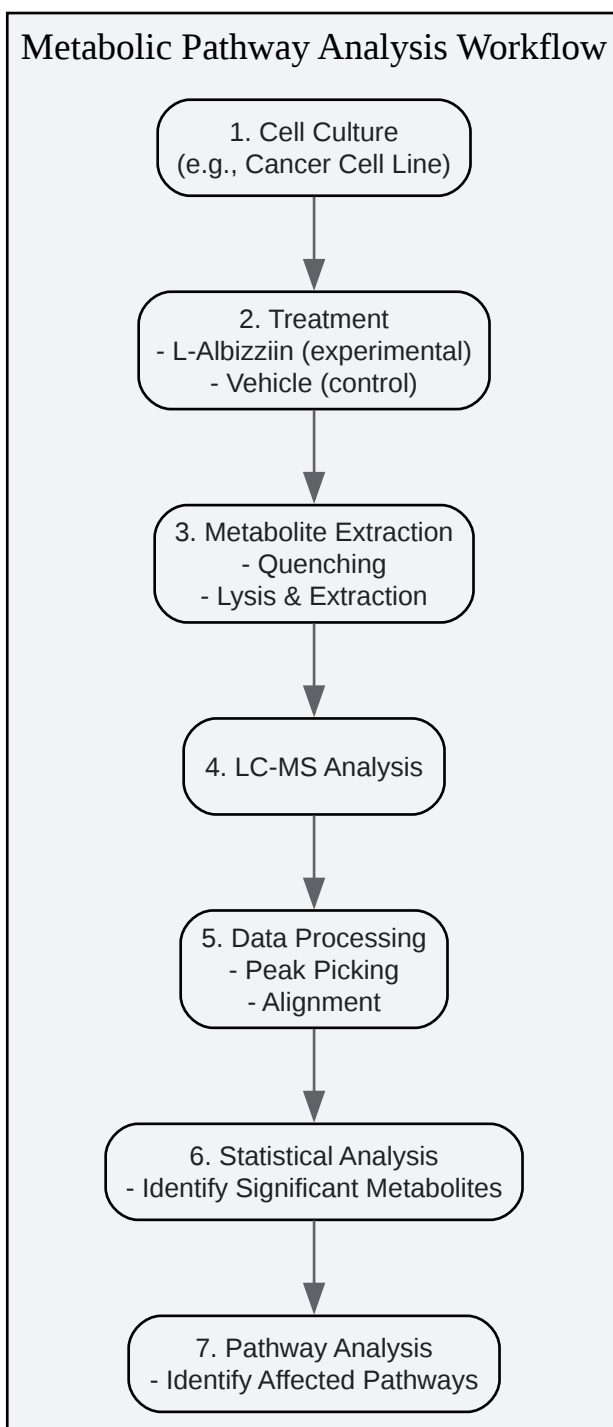 Metabolic Pathway Analysis Workflow
1. Cell Culture
(e.g., Cancer Cell Line)
2. Treatment
- L-Albizziin (experimental)
- Vehicle (control)
3. Metabolite Extraction
- Quenching
- Lysis & Extraction
4. LC-MS Analysis
5. Data Processing
- Peak Picking
- Alignment
6. Statistical Analysis
- Identify Significant Metabolites
7. Pathway Analysis
- Identify Affected Pathways